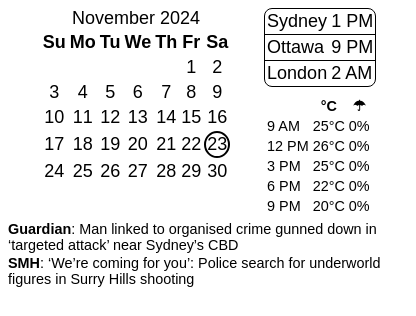 November 2024
Su Mo Tu We Th Fr Sa
1 2
3 4 5 6 7 8 9
10 11 12 13 14 15 16
17 18 19 20 21 22 23
24 25 26 27 28 29 30
Sydney 1 PM
Ottawa 9 PM
London 2 AM
°C ☂
9 AM 25°C 0%
12 PM 26°C 0%
3 PM 25°C 0%
6 PM 22°C 0%
9 PM 20°C 0%
Guardian: Man linked to organised crime gunned down in
‘targeted attack’ near Sydney’s CBD
SMH: ‘We’re coming for you’: Police search for underworld
figures in Surry Hills shooting